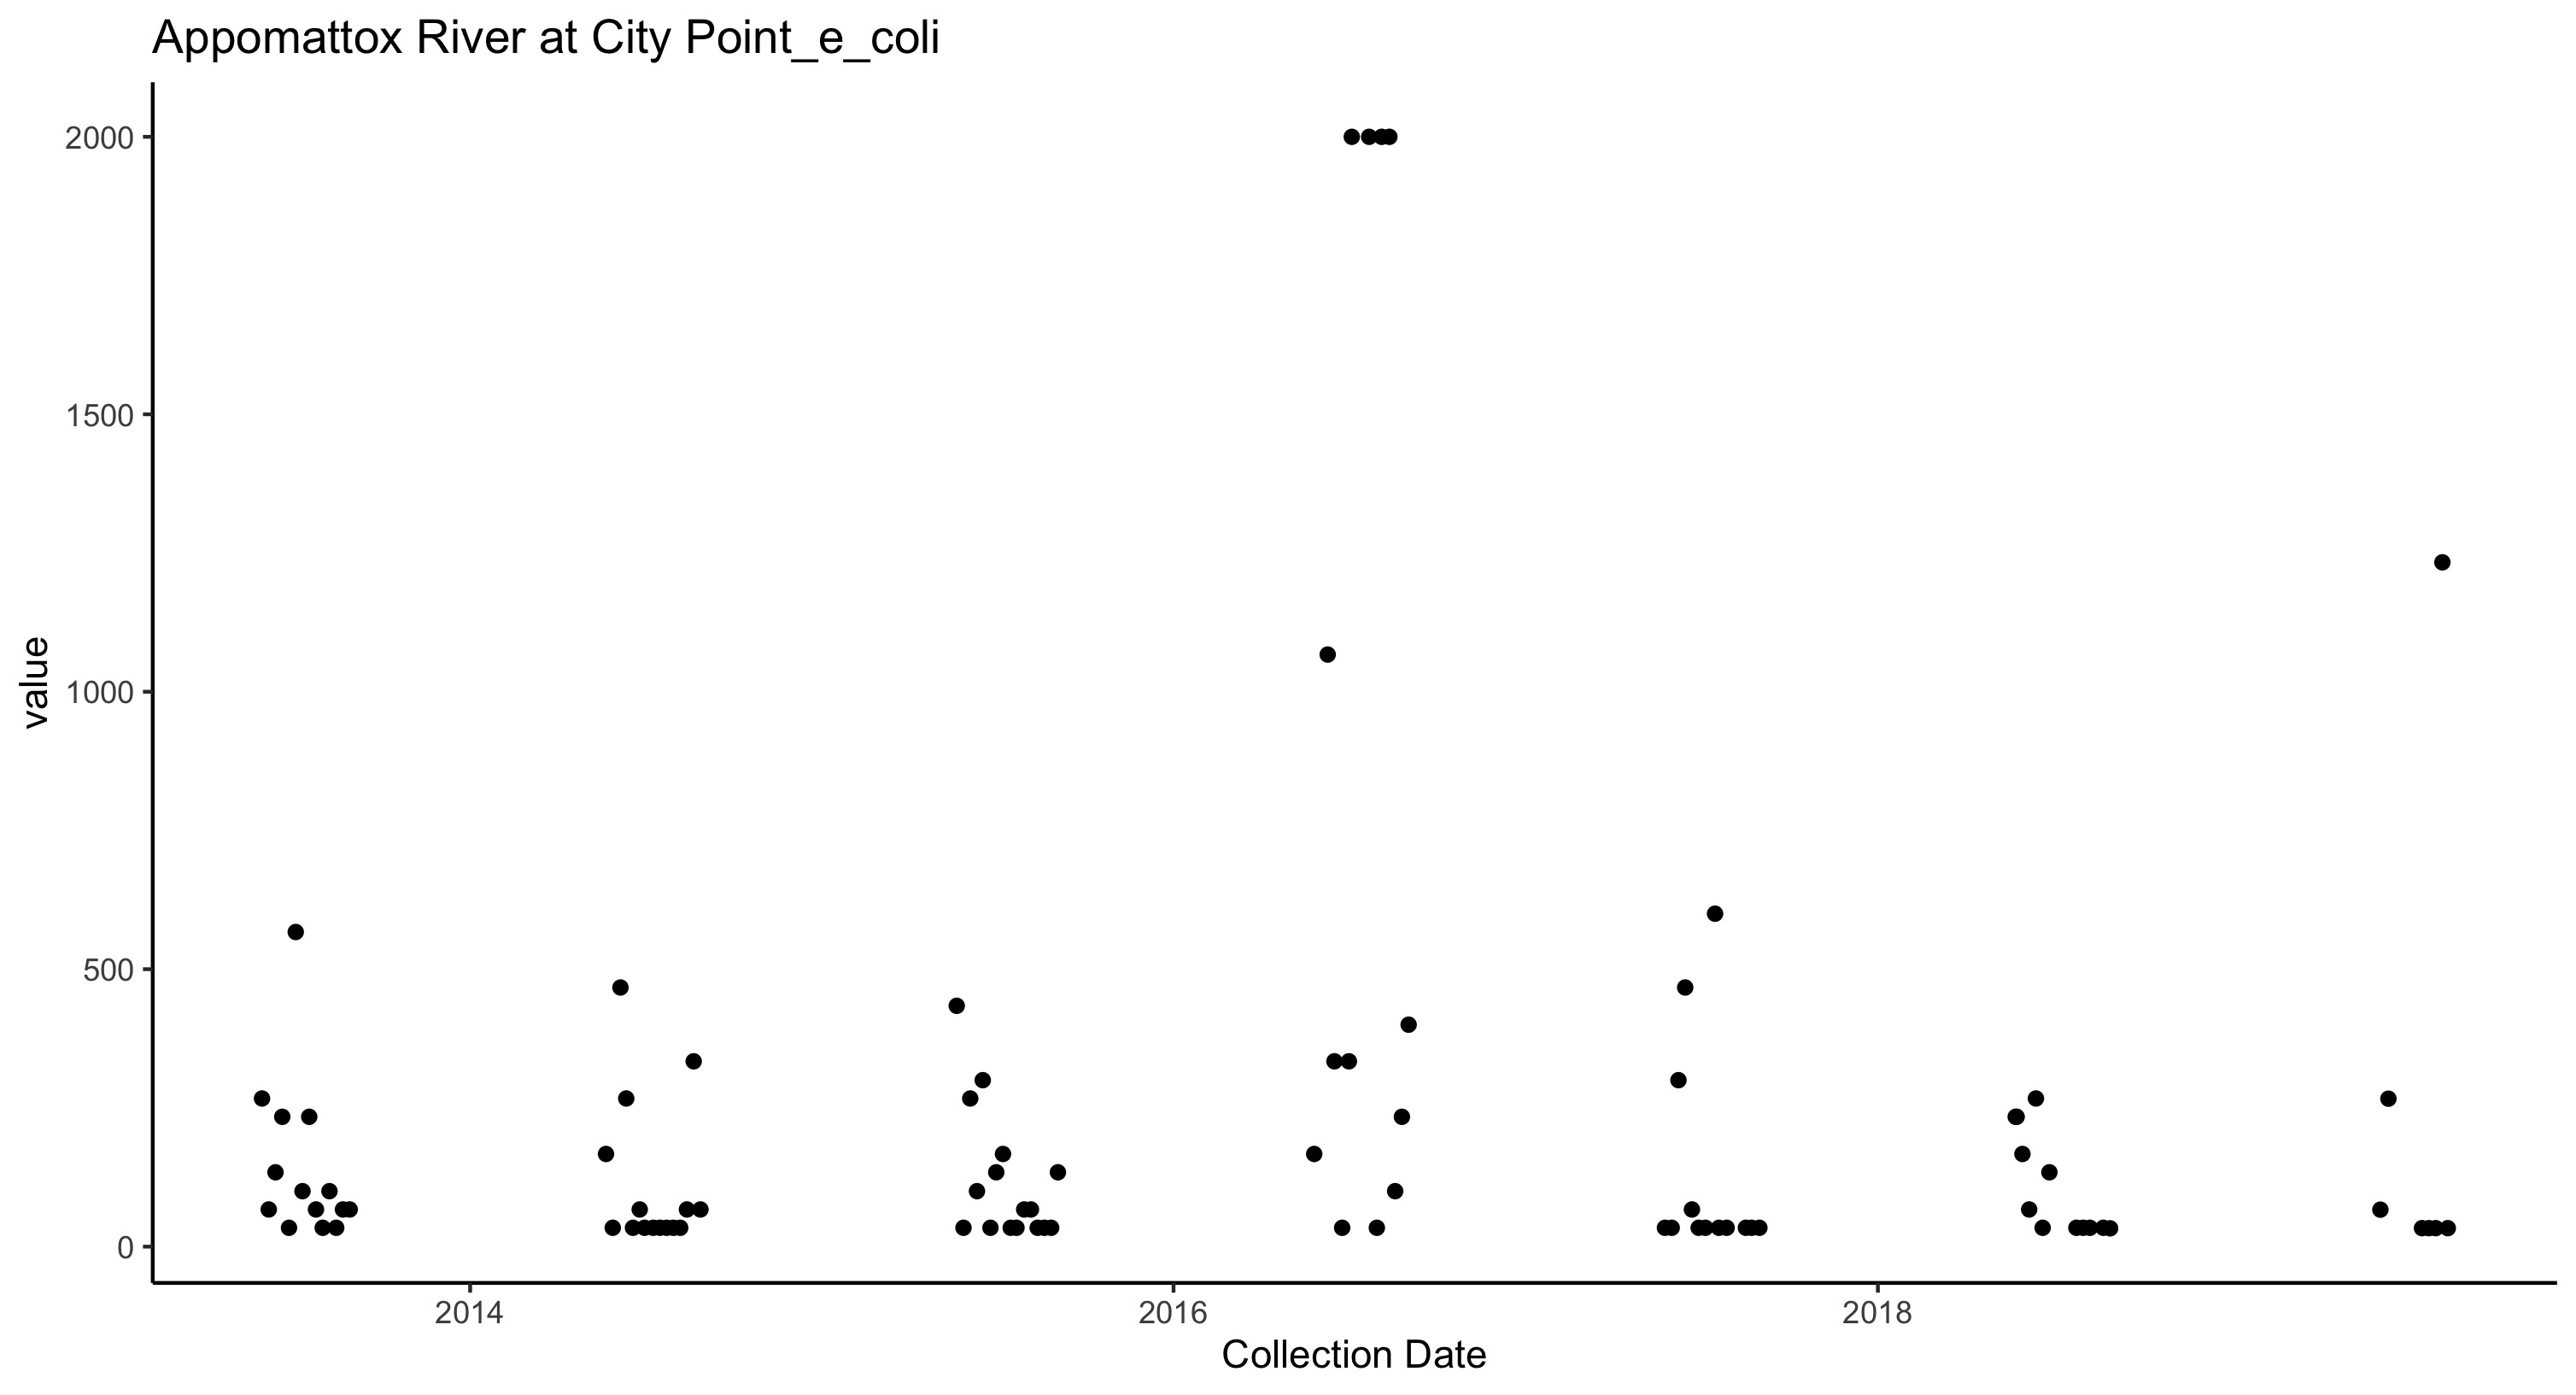 Appomattox River at City Point_e_coli
2000
1500
1000
500
0
value
2014
2016
2018
Collection Date